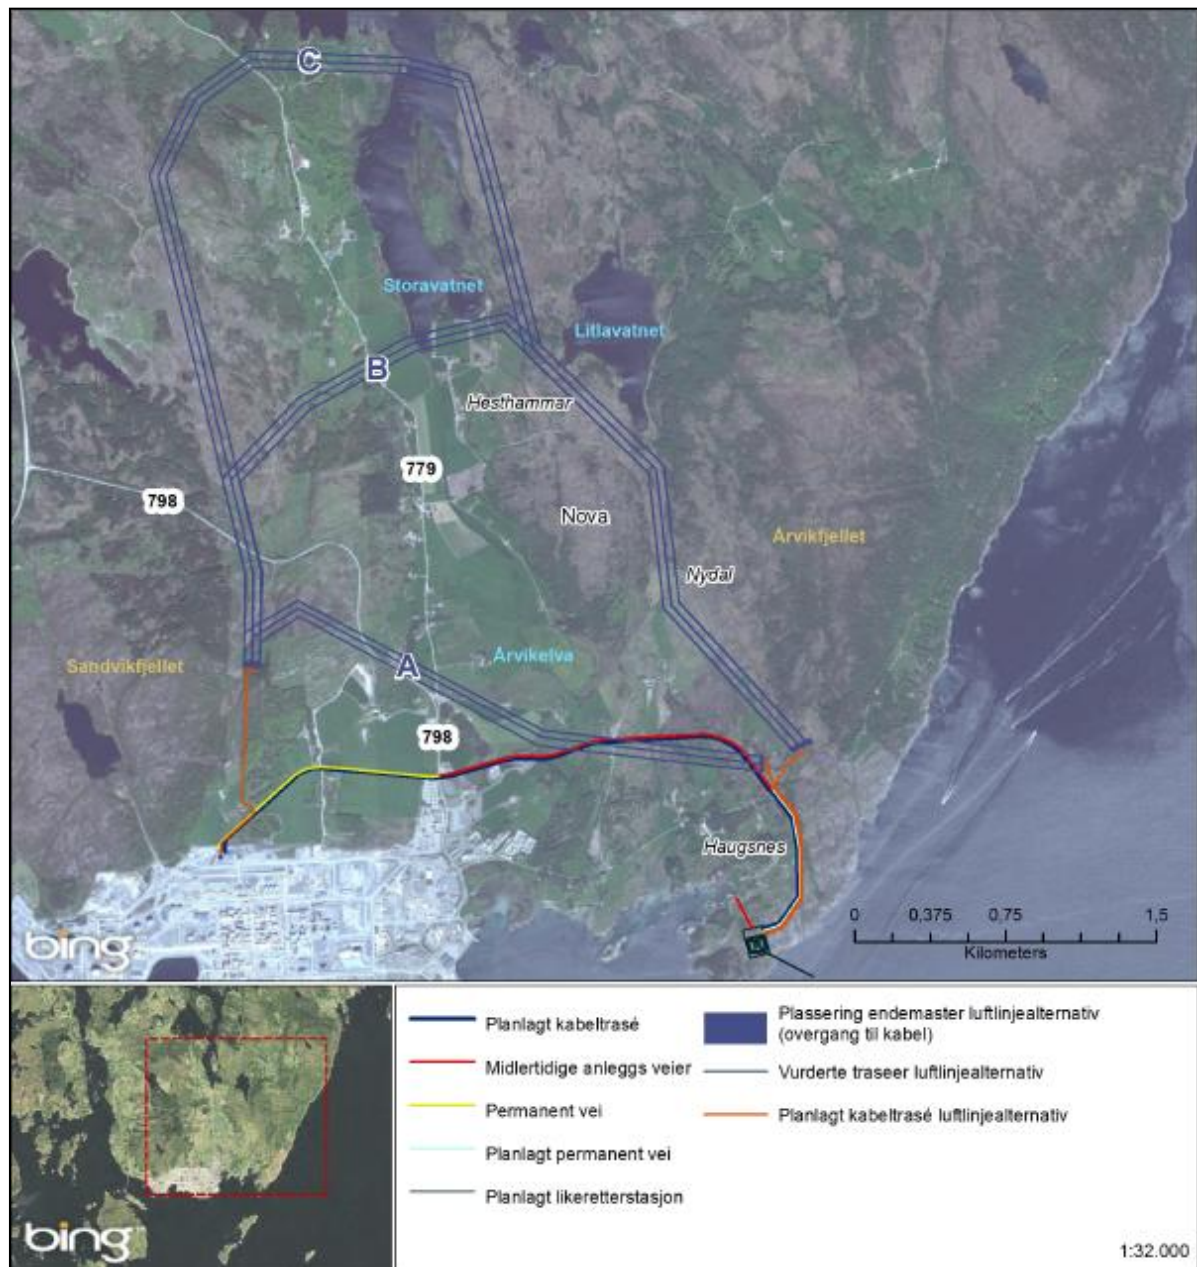 C
Storavatnet
Litlavatnet
B
Hesthammar
779
798
Nova
Årvikfjellet
Nydal
Sandvikfjellet
A
Årvikelva
798
Haugsnes
0 0,375 0,75 1,5
Kilometers
bing
Planlagt kabeltrasé
Midlertidige anleggs veier
Permanent vei
Planlagt permanent vei
Planlagt likeretterstasjon
Plassering endemaster luftlinjealternativ
(overgang til kabel)
Vurderte traseer luftlinjealternativ
Planlagt kabeltrasé luftlinjealternativ
bing
1:32.000